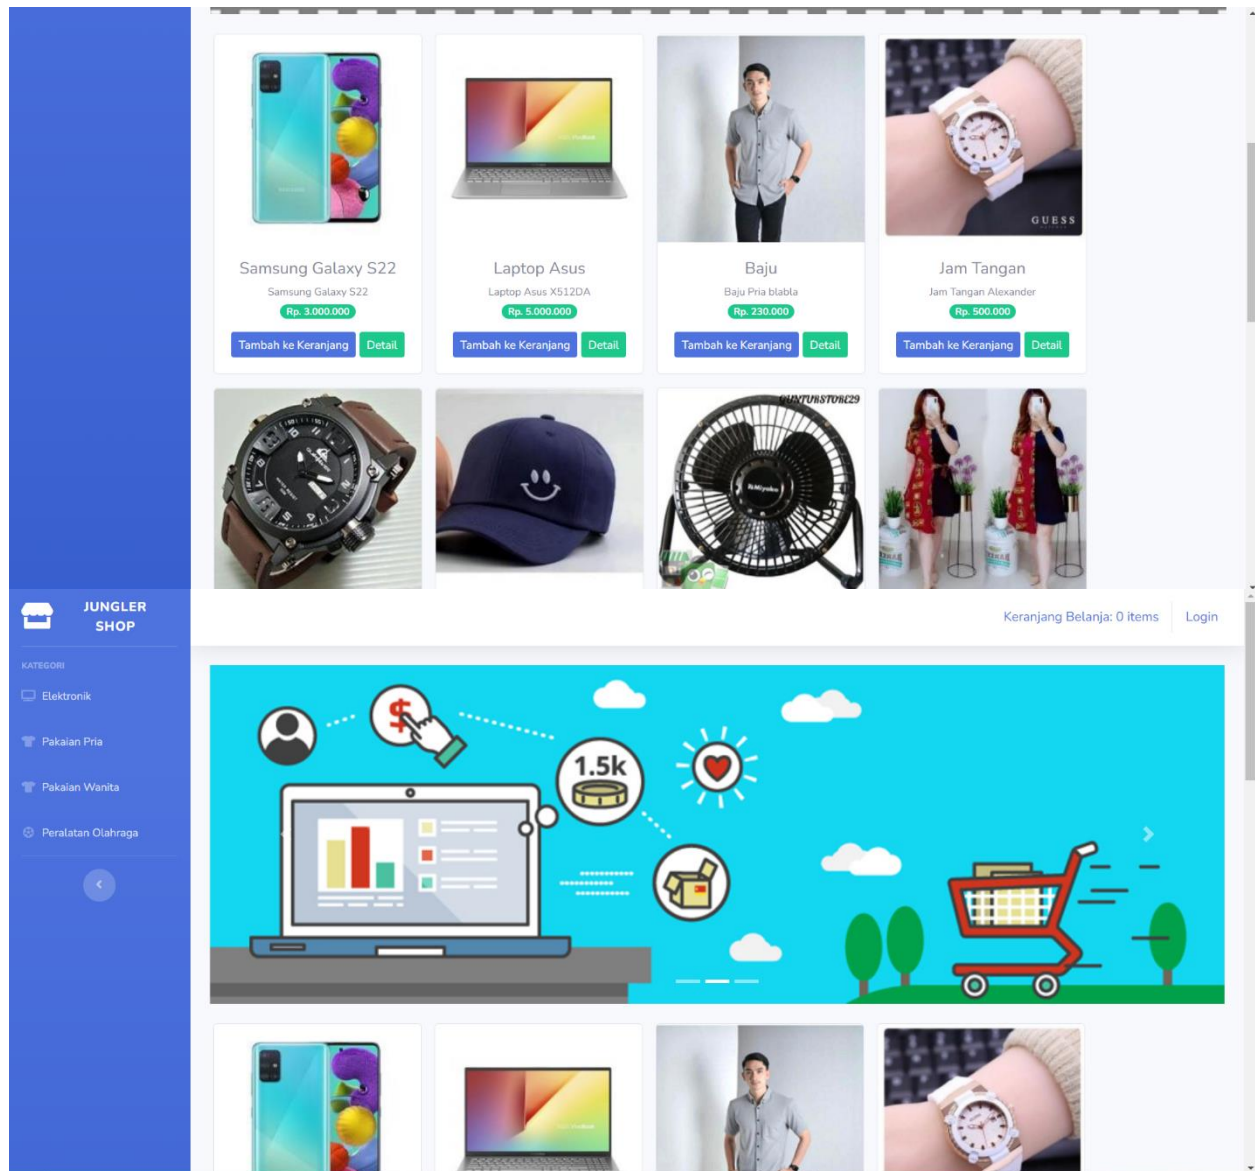 Samsung Galaxy S22
Samsung Galaxy S22
Rp. 3.000.000
Tambah ke Keranjang Detail
Laptop Asus
Laptop Asus X512DA
Rp. 5.000.000
Tambah ke Keranjang Detail
GUESS
Baju
Baju Pria blabla
Rp. 230.000
Tambah ke Keranjang Detail
Jam Tangan
Jam Tangan Alexander
Rp. 500.000
Tambah ke Keranjang Detail
GUNTURSTORE29
Miyako
JUNGLER
SHOP
Keranjang Belanja: 0 items
Login
KATEGORI
Elektronik
Pakaian Pria
Pakaian Wanita
Peralatan Olahraga
$
1.5k